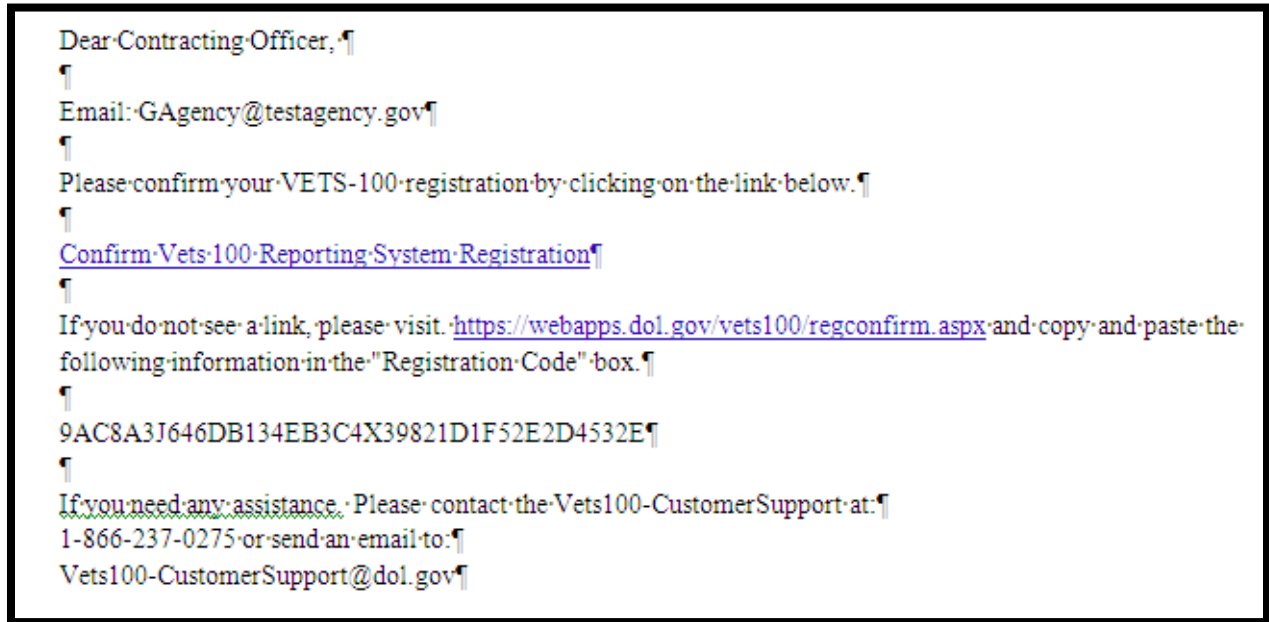 Dear Contracting Officer, ¶
¶
Email: GAgency@testagency.gov¶
¶
Please confirm your VETS-100 registration by clicking on the link below.¶
¶
Confirm Vets 100 Reporting System Registration¶
¶
If you do not see a link, please visit. https://webapps.dol.gov/vets100/regconfirm.aspx and copy and paste the
following information in the "Registration Code" box.¶
¶
9AC8A3J646DB134EB3C4X39821D1F52E2D4532E¶
¶
If you need any assistance. Please contact the Vets100-CustomerSupport at:¶
1-866-237-0275 or send an email to:¶
Vets100-CustomerSupport@dol.gov¶